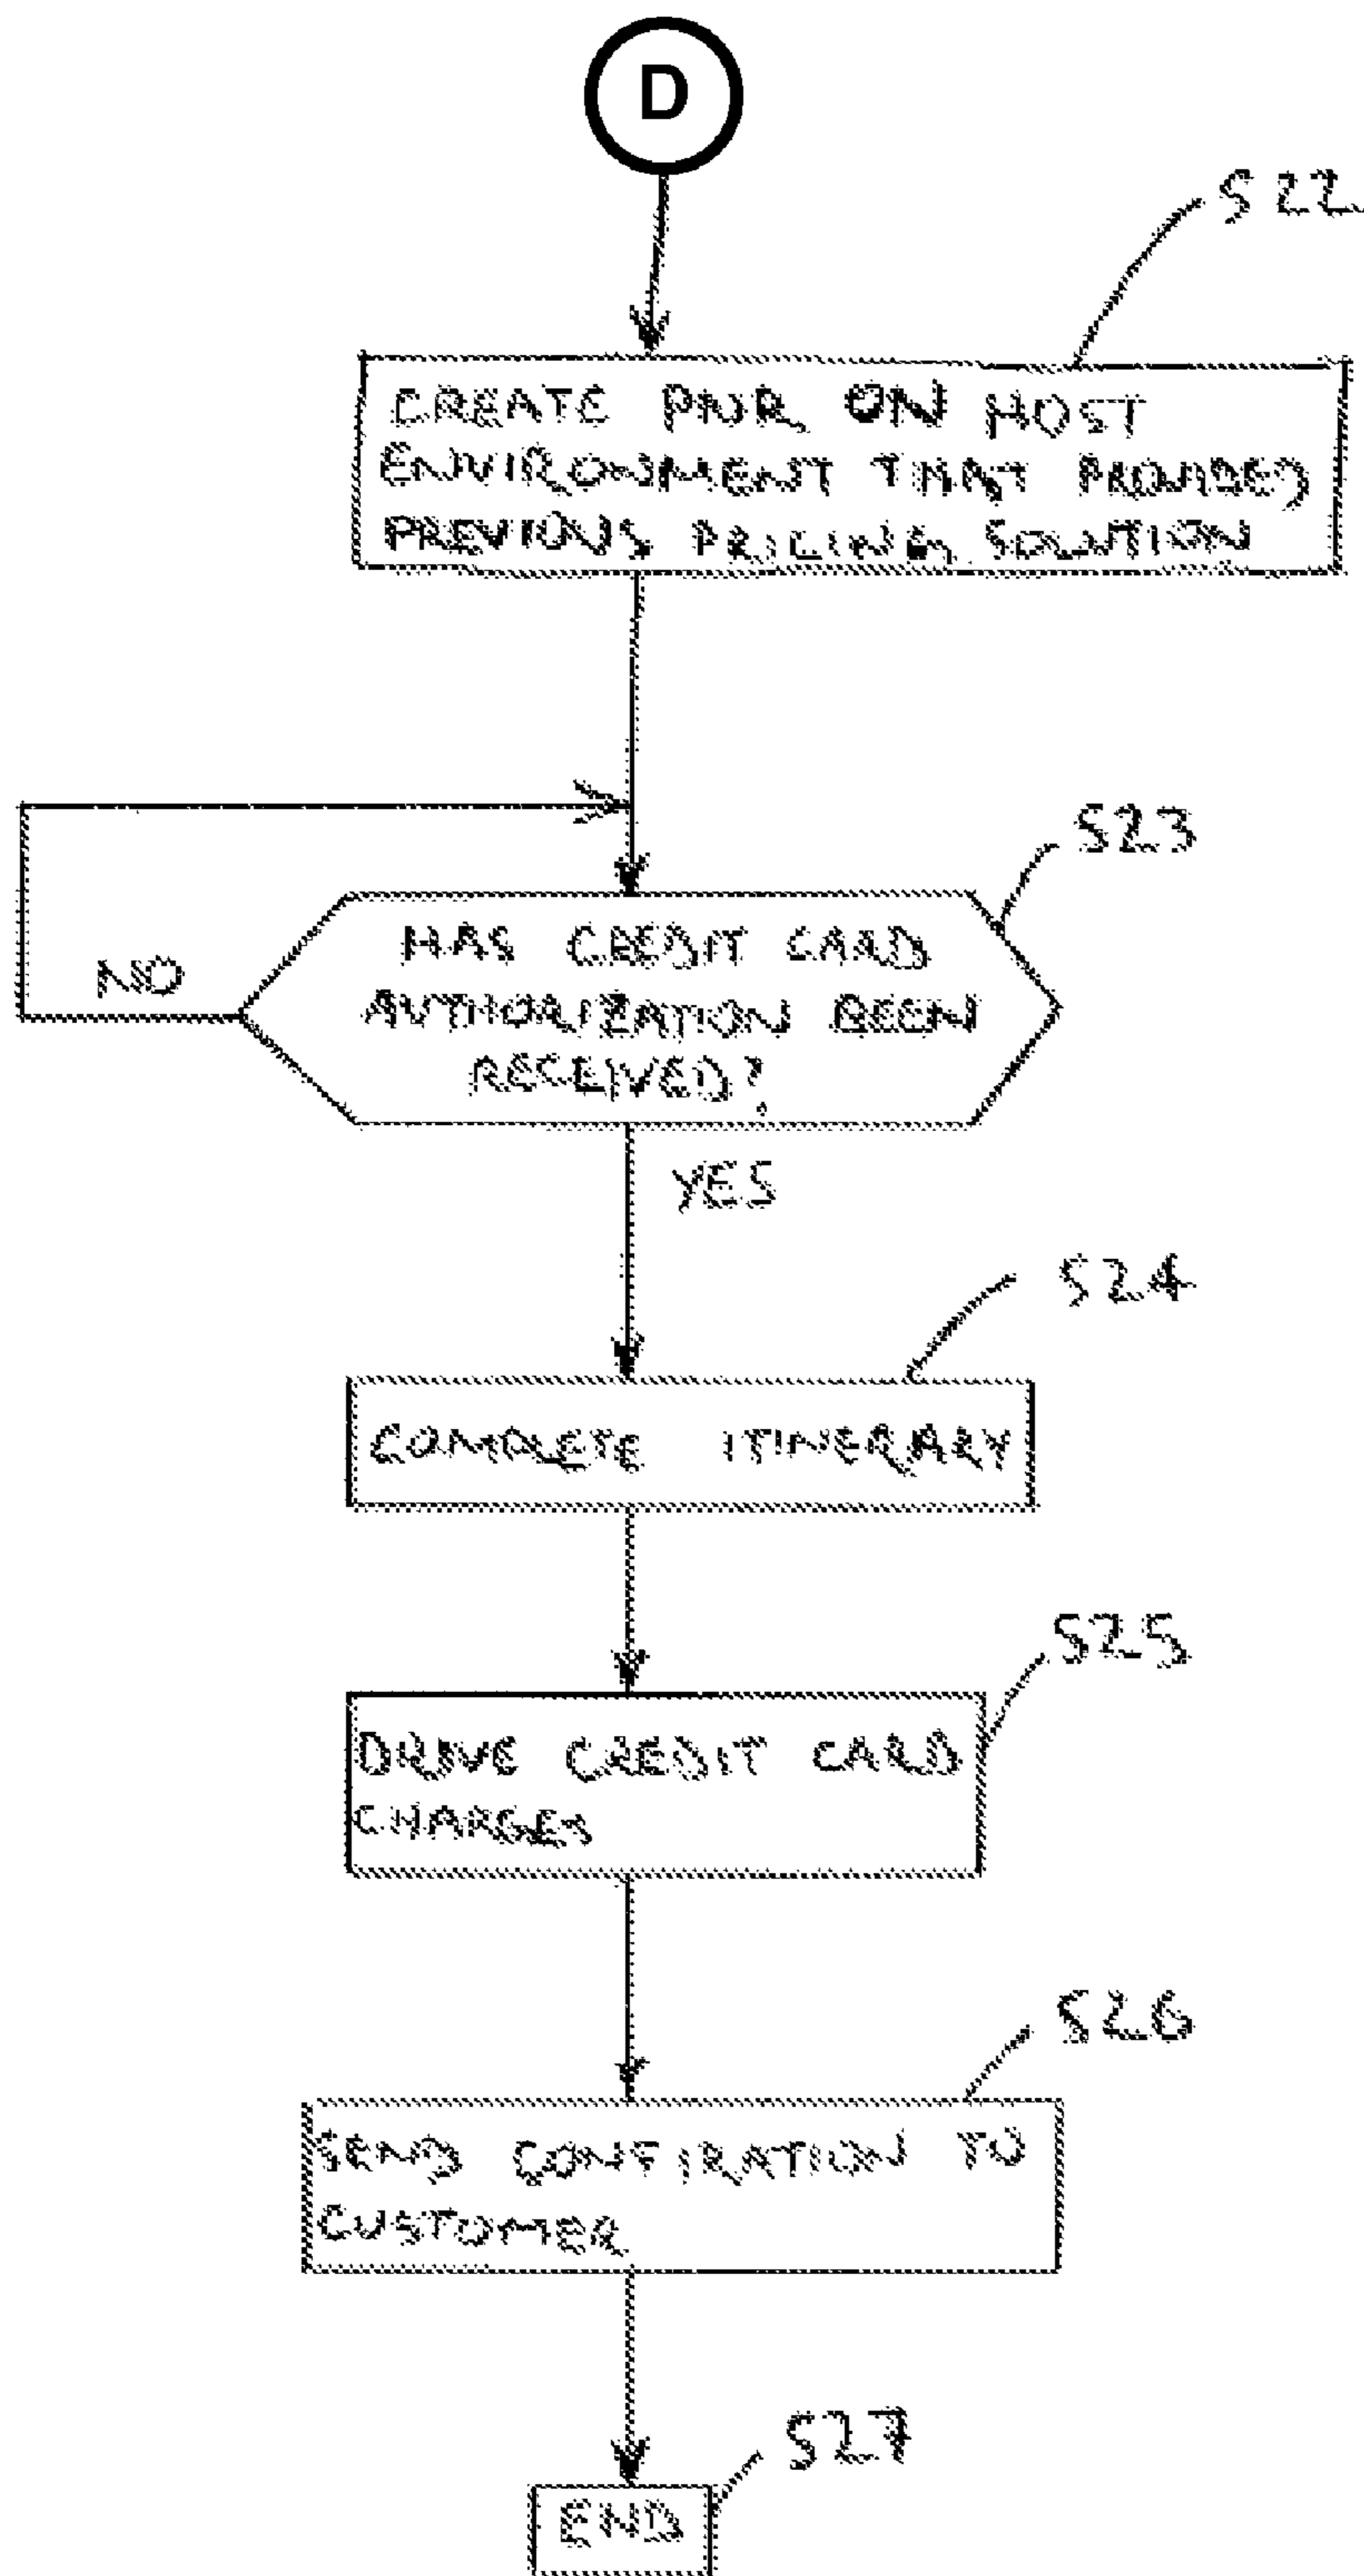 D
S22
CREATE PNR ON HOST
ENVIRONMENT THAT PROVIDED
PREVIOUS PRICING SOLUTION
S23
HAS CREDIT CARD
AUTHORIZATION BEEN
RECEIVED?
NO
YES
S24
COMPLETE ITINERARY
S25
DRIVE CREDIT CARD
CHARGES
S26
SEND CONFIRATION TO
CUSTOMER
S27
END